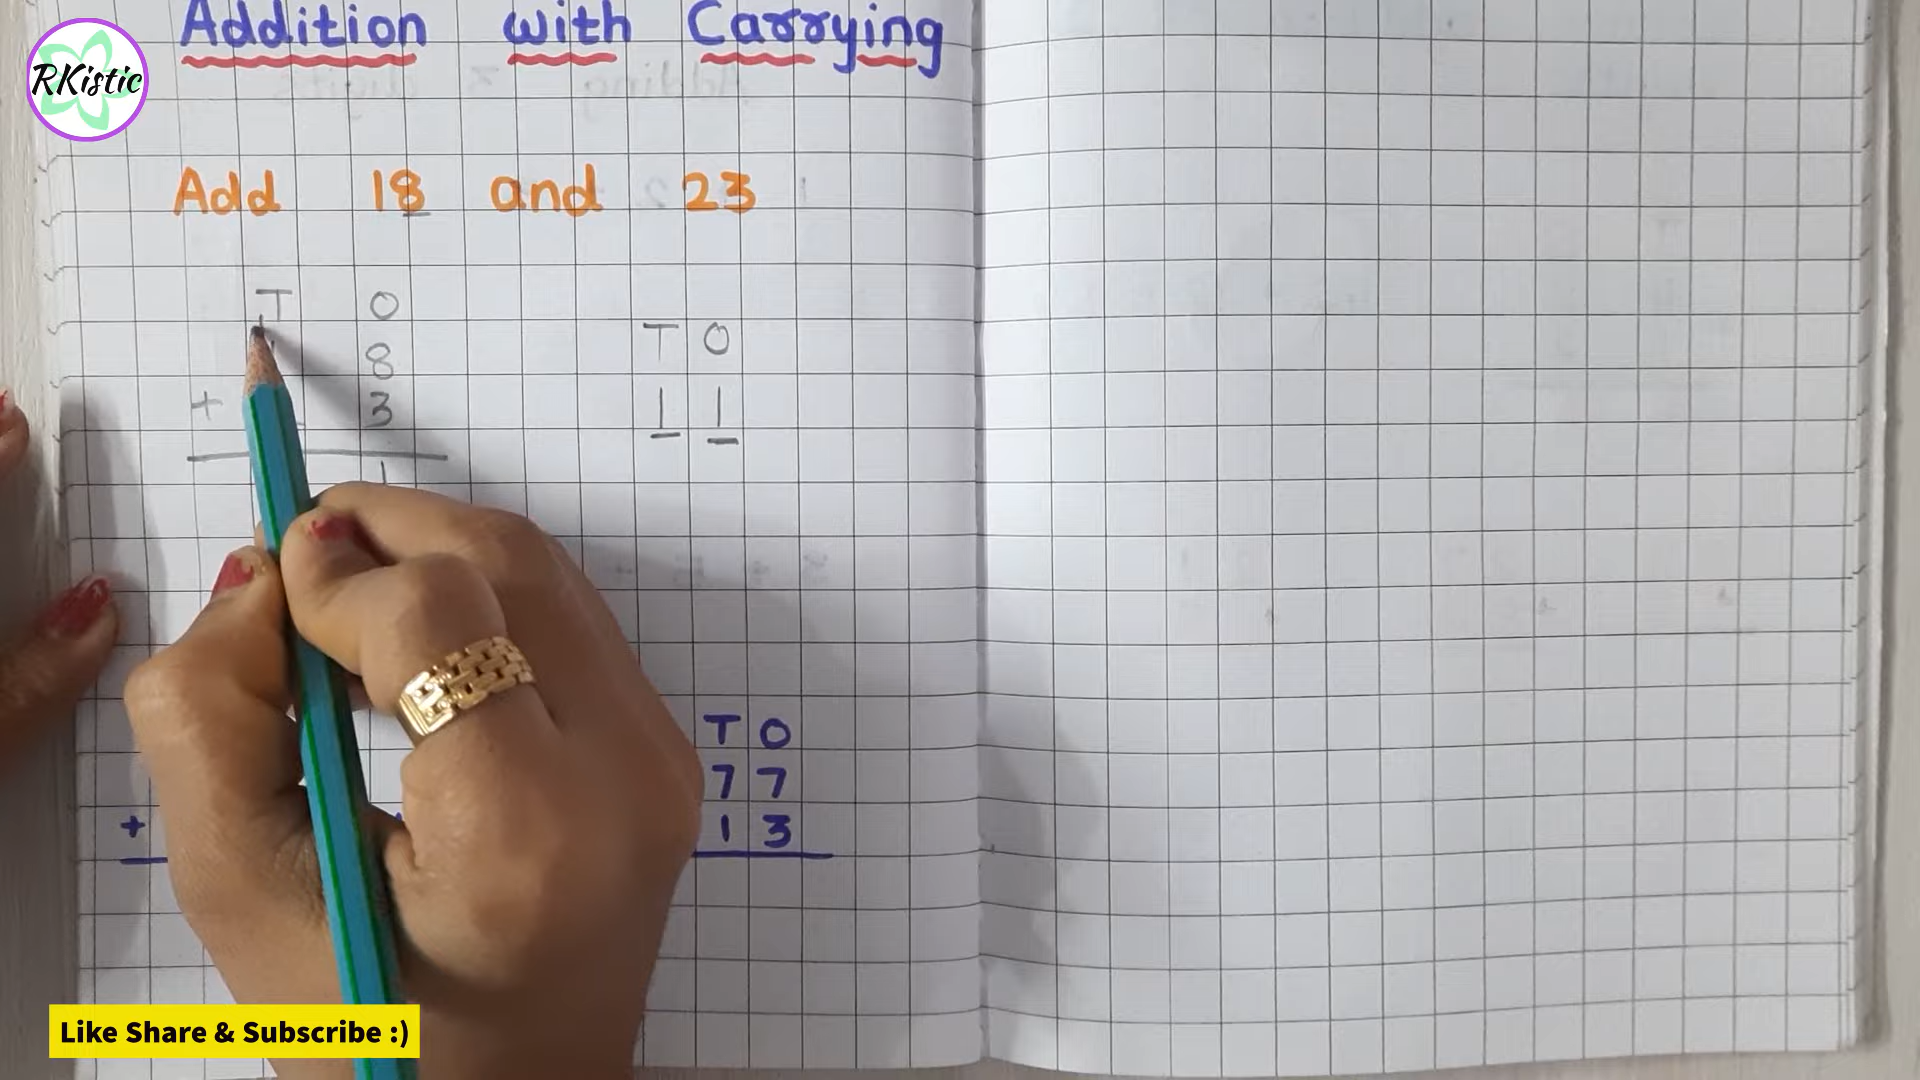 Addition with Carrying
RKistic
Add 18 and 23
T O
8
+ 3
1
T O
1 1
T O
7 7
1 3
+
Like Share & Subscribe :)